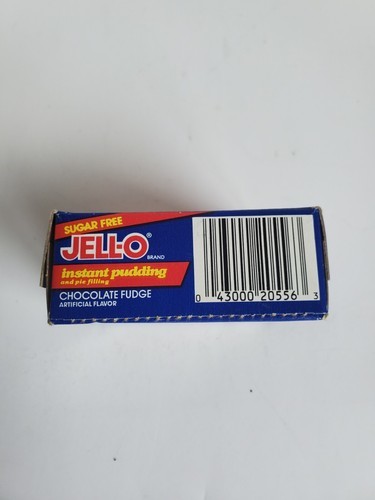 SUGAR FREE
JELL-O® BRAND
instant pudding
and pie filling
CHOCOLATE FUDGE
ARTIFICIAL FLAVOR
0 43000 20556 3